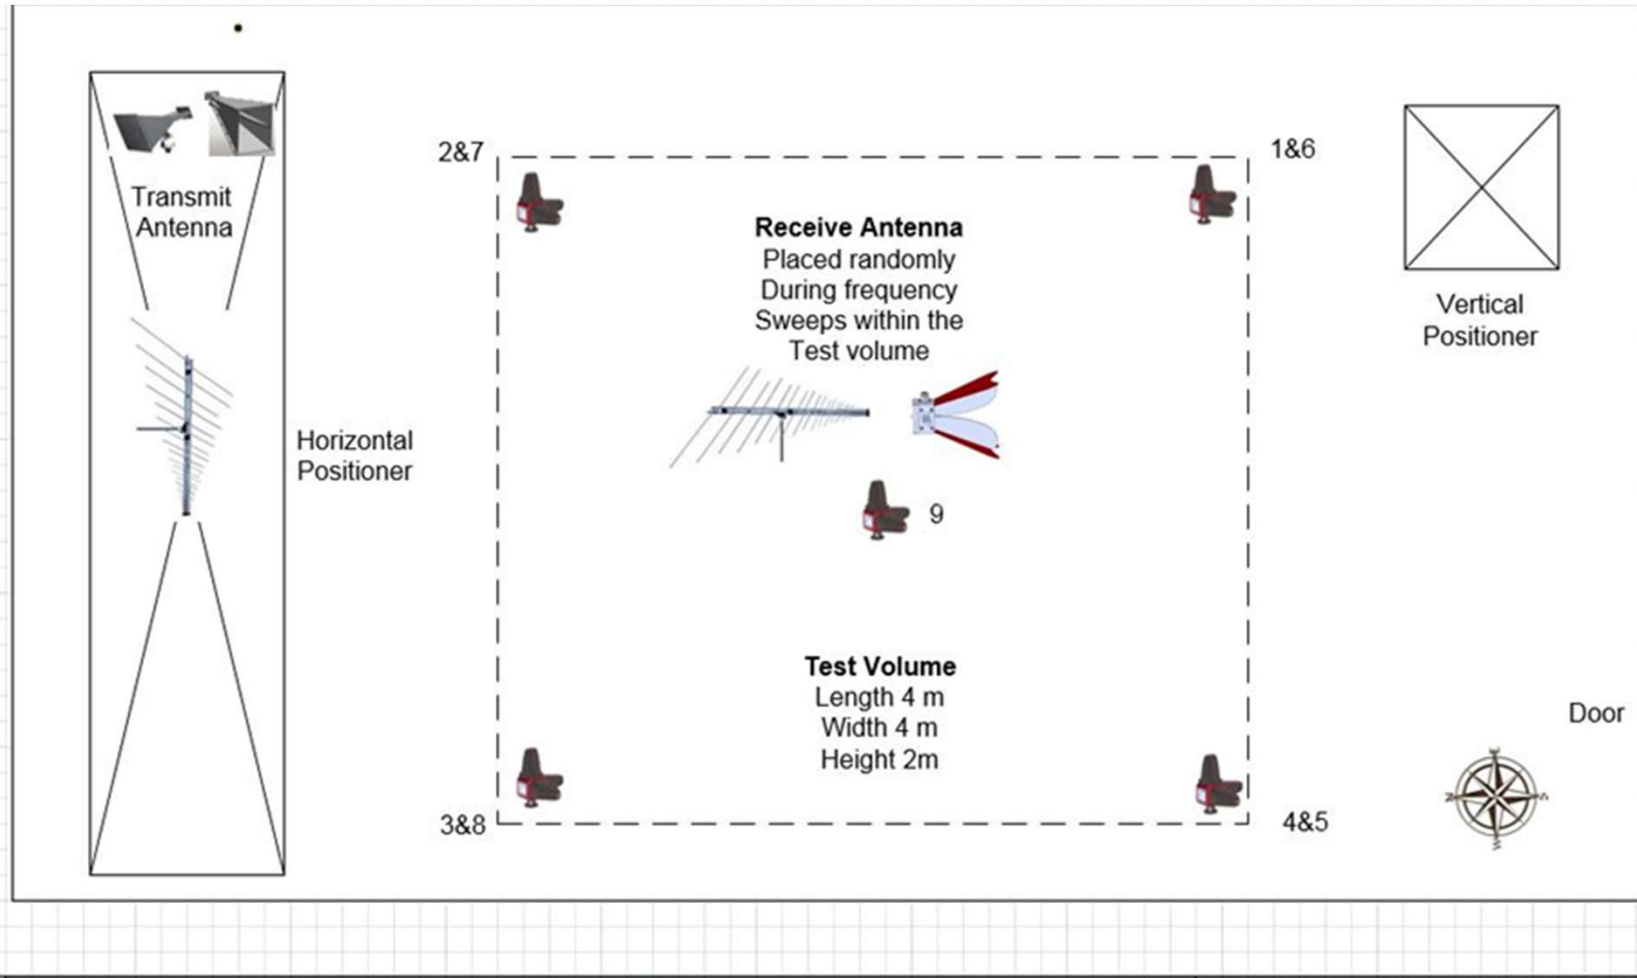 2&7
1&6
Transmit
Antenna
Receive Antenna
Placed randomly
During frequency
Sweeps within the
Test volume
Vertical
Positioner
Horizontal
Positioner
9
Test Volume
Length 4 m
Width 4 m
Height 2m
Door
3&8
4&5